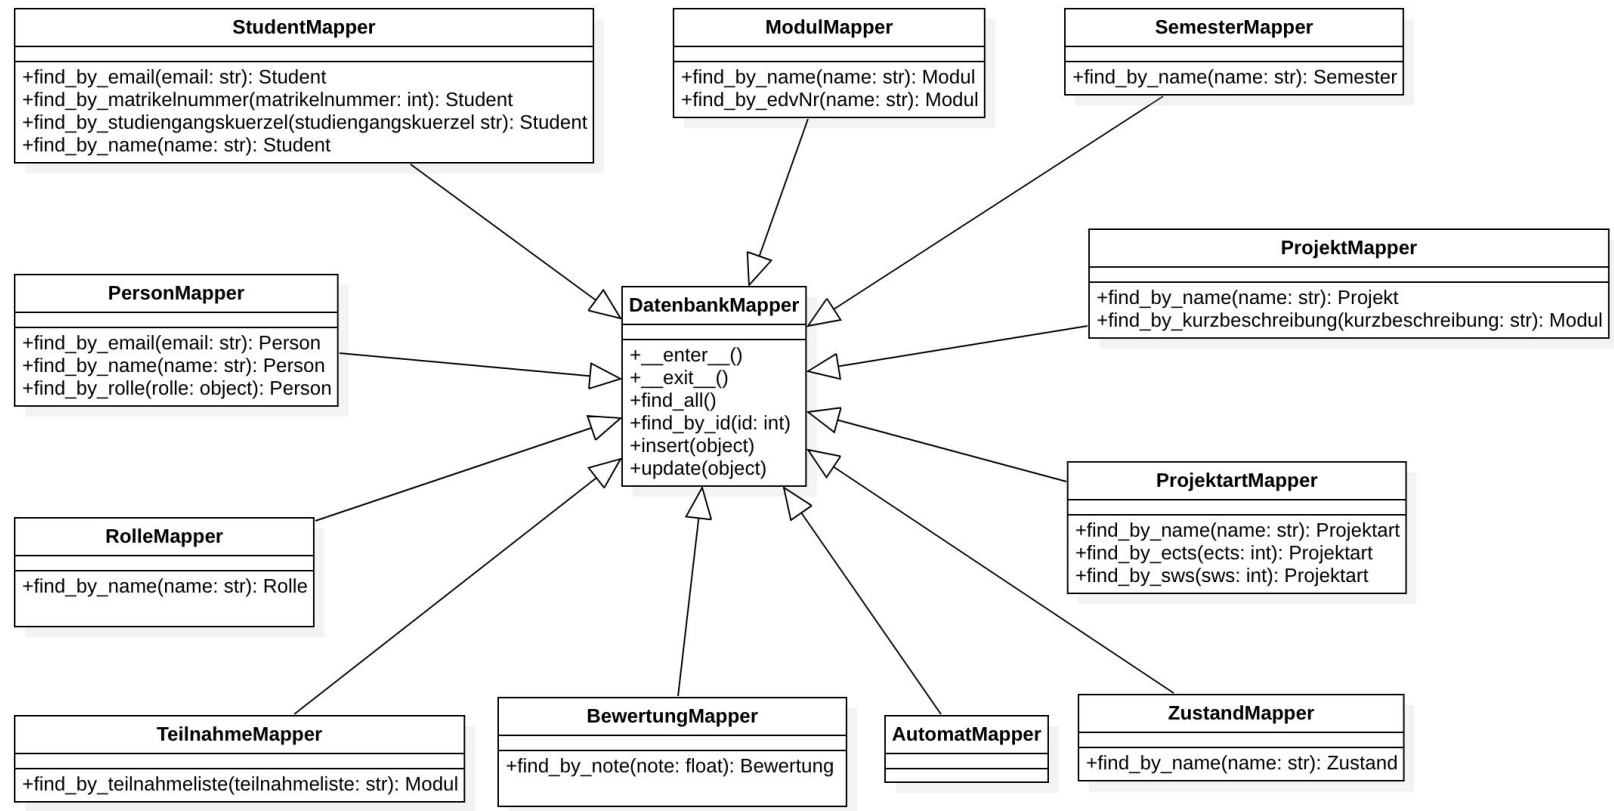 StudentMapper
+find_by_email(email: str): Student
+find_by_matrikelnummer(matrikelnummer: int): Student
+find_by_studiengangskuerzel(studiengangskuerzel str): Student
+find_by_name(name: str): Student
ModulMapper
+find_by_name(name: str): Modul
+find_by_edvNr(name: str): Modul
SemesterMapper
+find_by_name(name: str): Semester
ProjektMapper
+find_by_name(name: str): Projekt
+find_by_kurzbeschreibung(kurzbeschreibung: str): Modul
PersonMapper
+find_by_email(email: str): Person
+find_by_name(name: str): Person
+find_by_rolle(rolle: object): Person
DatenbankMapper
+__enter__()
+__exit__()
+find_all()
+find_by_id(id: int)
+insert(object)
+update(object)
ProjektartMapper
+find_by_name(name: str): Projektart
+find_by_ects(ects: int): Projektart
+find_by_sws(sws: int): Projektart
RolleMapper
+find_by_name(name: str): Rolle
TeilnahmeMapper
+find_by_teilnahmeliste(teilnahmeliste: str): Modul
BewertungMapper
+find_by_note(note: float): Bewertung
AutomatMapper
ZustandMapper
+find_by_name(name: str): Zustand